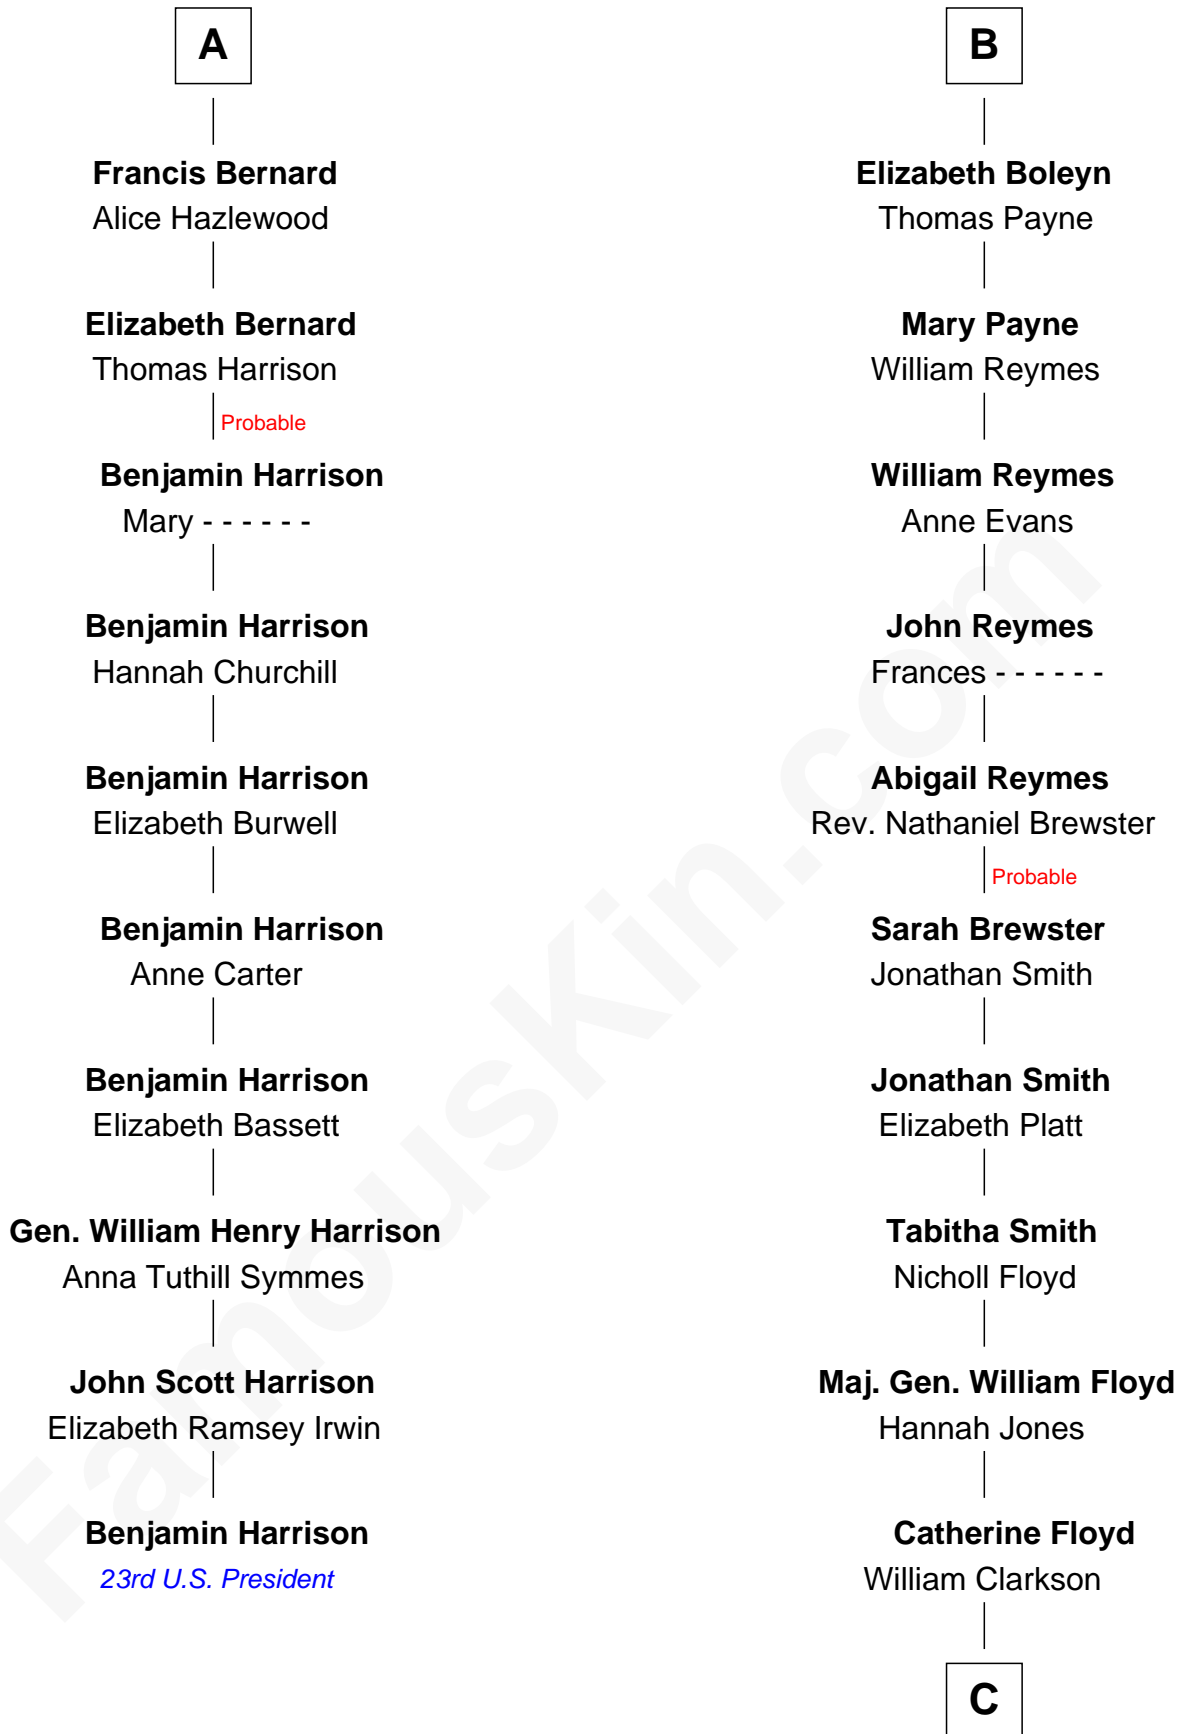 A
Francis Bernard
Alice Hazlewood
Elizabeth Bernard
Thomas Harrison
Probable
Benjamin Harrison
Mary - - - - - -
Benjamin Harrison
Hannah Churchill
Benjamin Harrison
Elizabeth Burwell
Benjamin Harrison
Anne Carter
Benjamin Harrison
Elizabeth Bassett
Gen. William Henry Harrison
Anna Tuthill Symmes
John Scott Harrison
Elizabeth Ramsey Irwin
Benjamin Harrison
23rd U.S. President
B
Elizabeth Boleyn
Thomas Payne
Mary Payne
William Reymes
William Reymes
Anne Evans
John Reymes
Frances - - - - - -
Abigail Reymes
Rev. Nathaniel Brewster
Probable
Sarah Brewster
Jonathan Smith
Jonathan Smith
Elizabeth Platt
Tabitha Smith
Nicholl Floyd
Maj. Gen. William Floyd
Hannah Jones
Catherine Floyd
William Clarkson
C
FamousKin.com